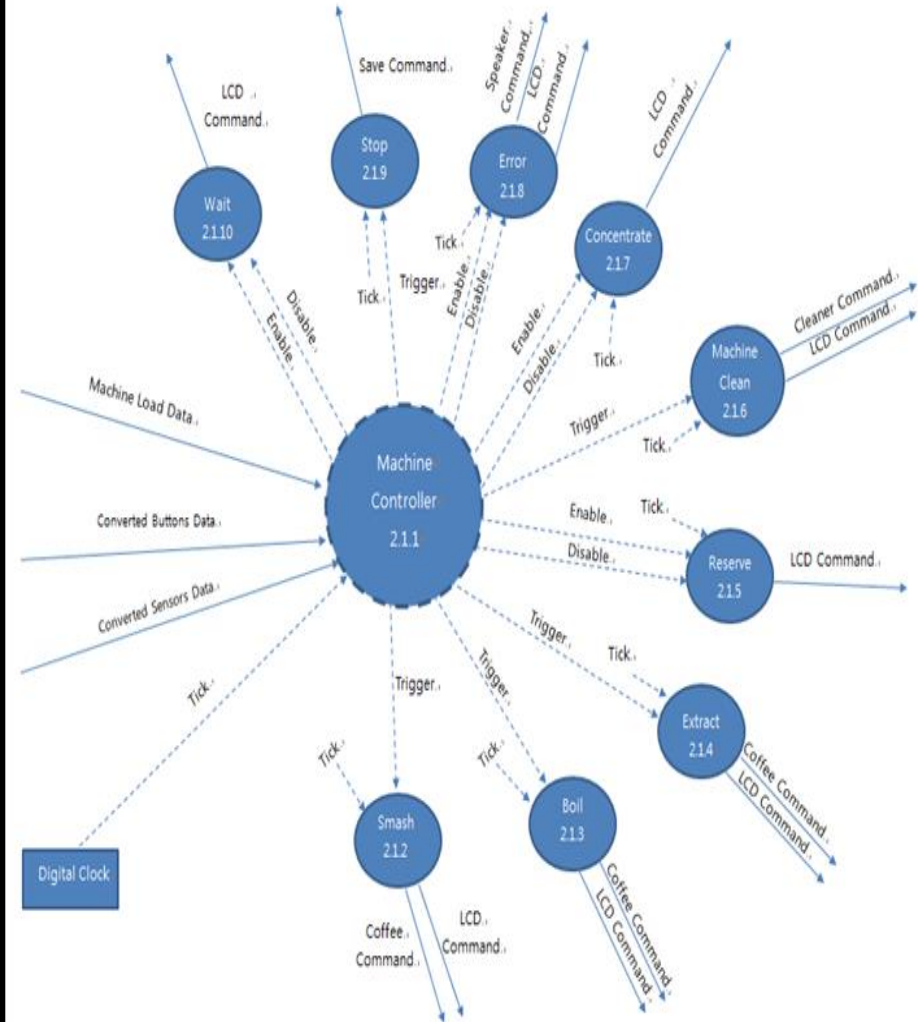 Speaker
Command
LCD
Command
Save Command
LCD
Command
LCD
Command
Stop
2.1.9
Error
2.1.8
Wait
2.1.10
Concentrate
2.1.7
Tick
Tick
Trigger
Enable
Disable
Enable
Disable
Enable
Disable
Tick
Cleaner Command
LCD Command
Machine
Clean
2.1.6
Machine Load Data
Trigger
Tick
Machine
Controller
2.1.1
Converted Buttons Data
Enable
Disable
Tick
Reserve
2.1.5
LCD Command
Converted Sensors Data
Tick
Trigger
Trigger
Trigger
Tick
Extract
2.1.4
Coffee Command
LCD Command
Tick
Tick
Smash
2.1.2
Boil
2.1.3
Digital Clock
Coffee
Command
LCD
Command
Coffee Command
LCD Command